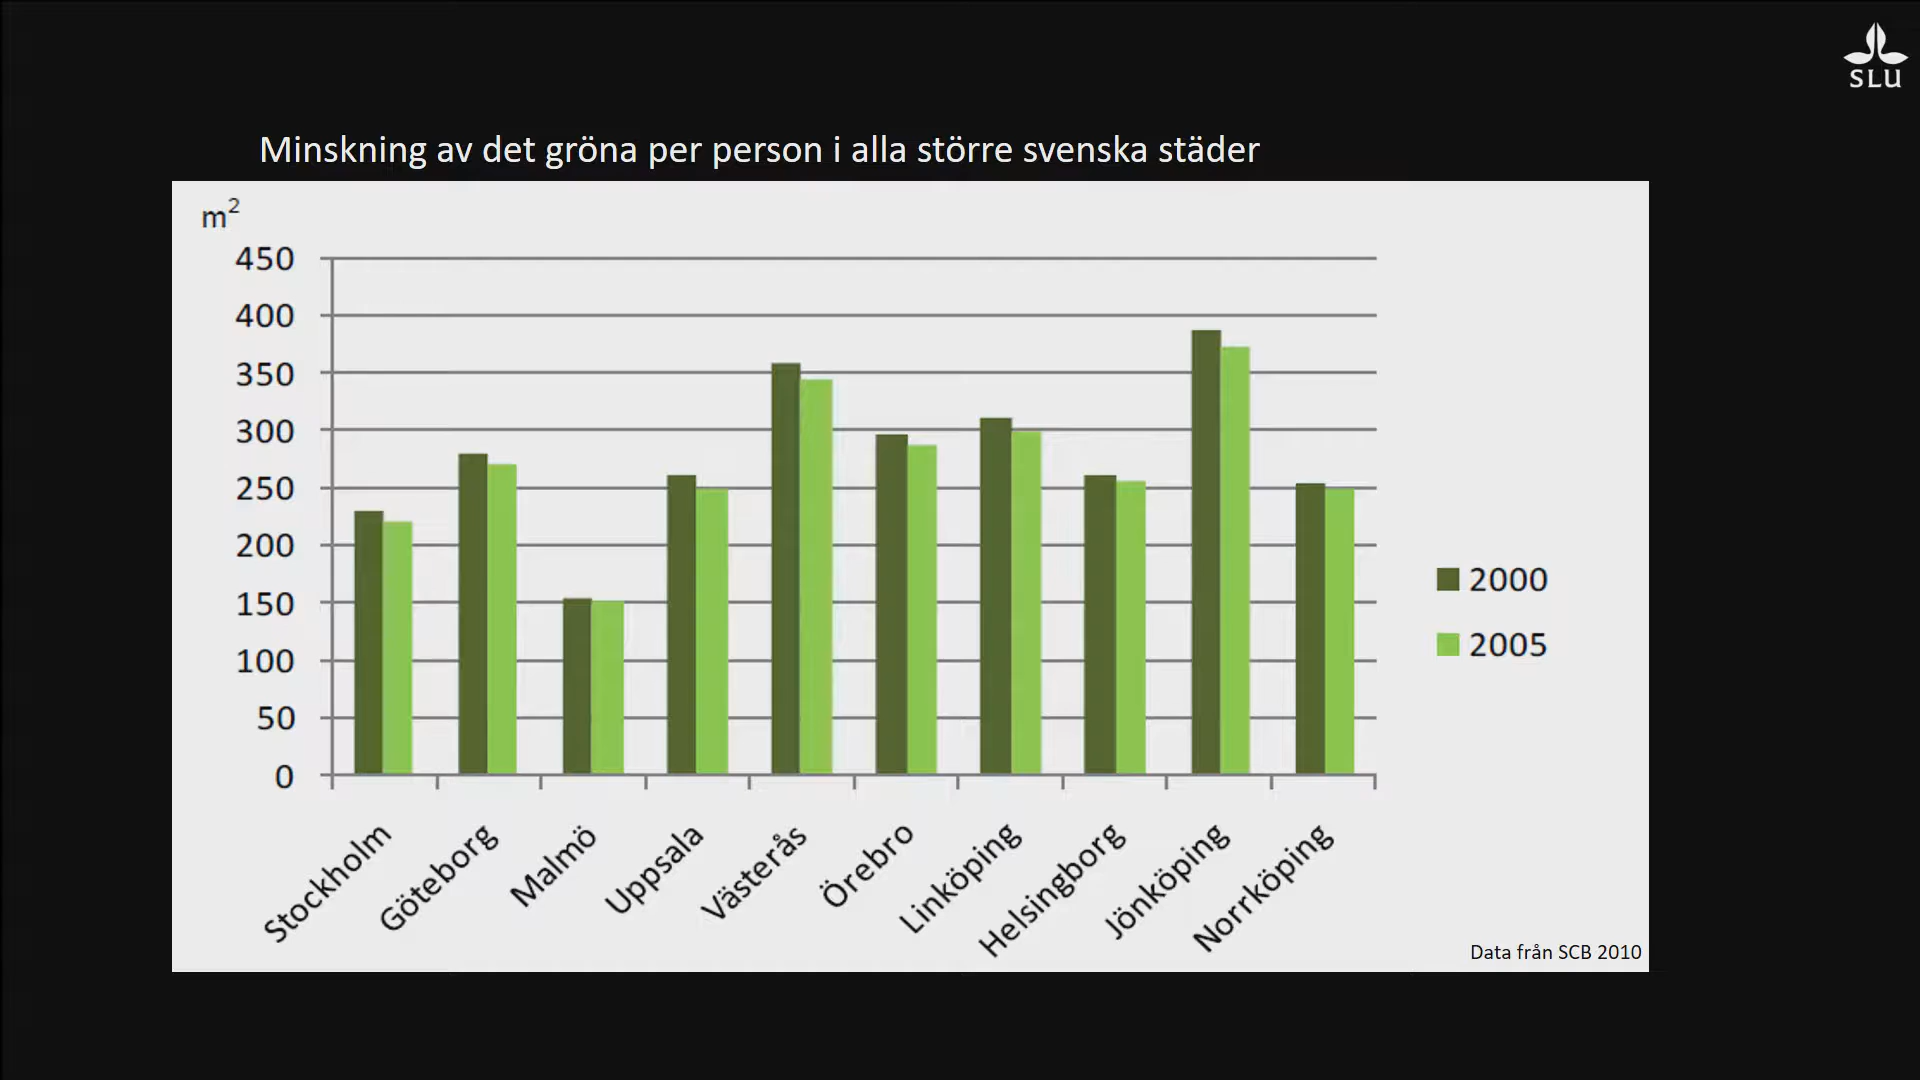 SLU
Minskning av det gröna per person i alla större svenska städer
m²
450
400
350
300
250
200
150
100
50
0
2000
2005
Stockholm
Göteborg
Malmö
Uppsala
Västerås
Örebro
Linköping
Helsingborg
Jönköping
Norrköping
Data från SCB 2010